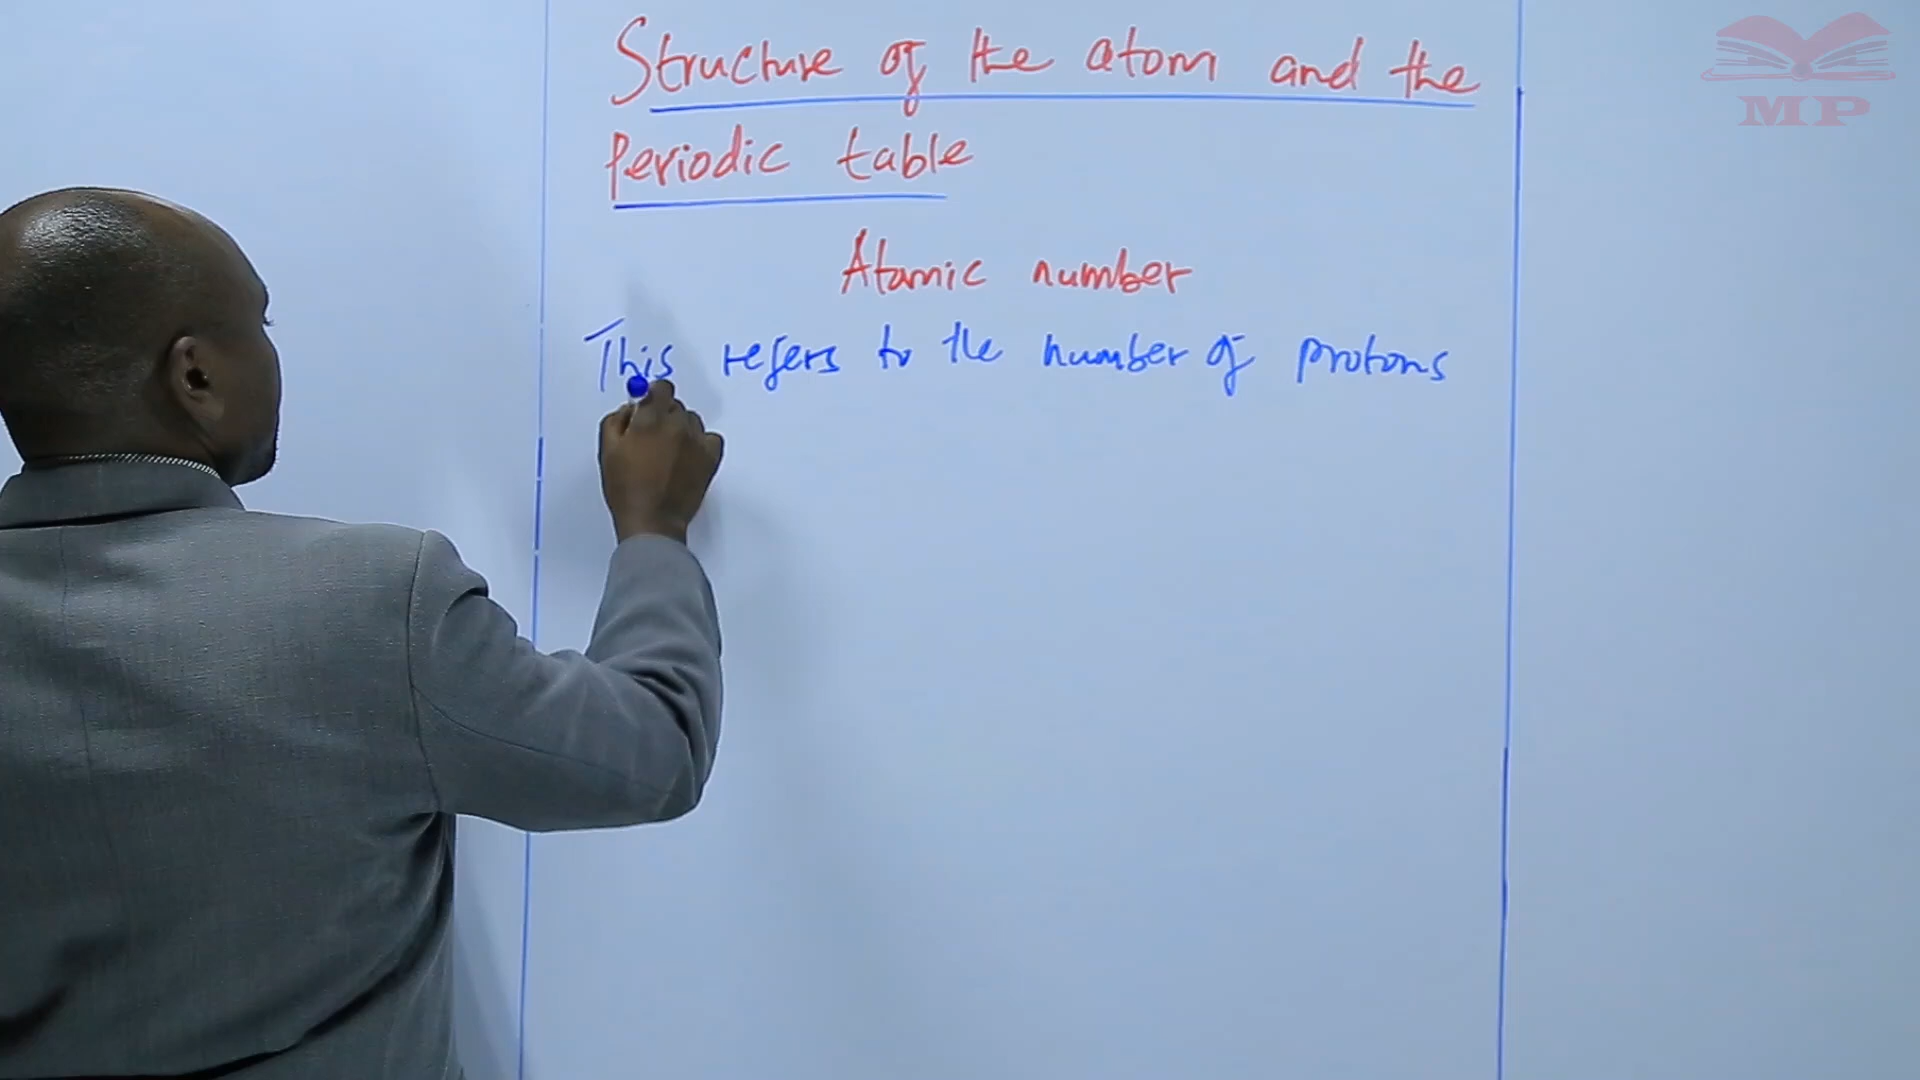 Structure of the atom and the
Periodic table
Atomic number
This refers to the number of protons
MP